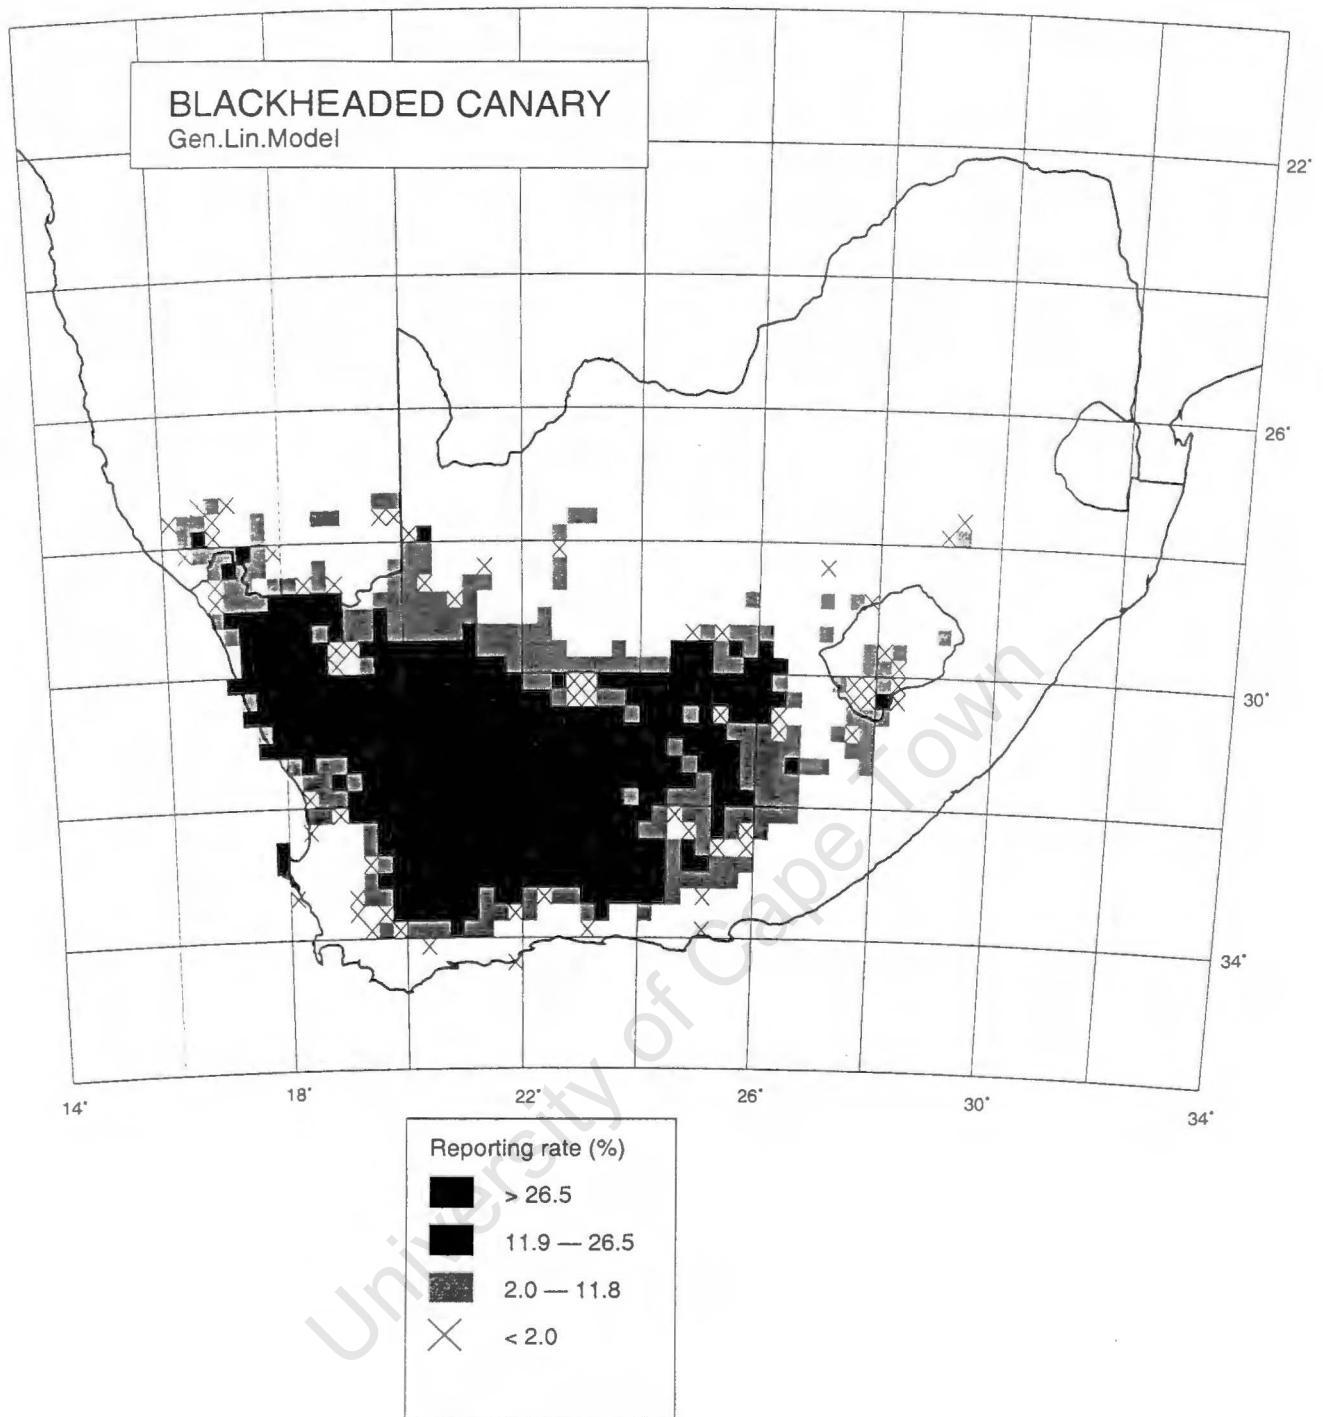 BLACKHEADED CANARY
Gen.Lin.Model
22°
26°
30°
34°
14°
18°
22°
26°
30°
34°
Reporting rate (%)
> 26.5
11.9 — 26.5
2.0 — 11.8
< 2.0
University of Cape Town